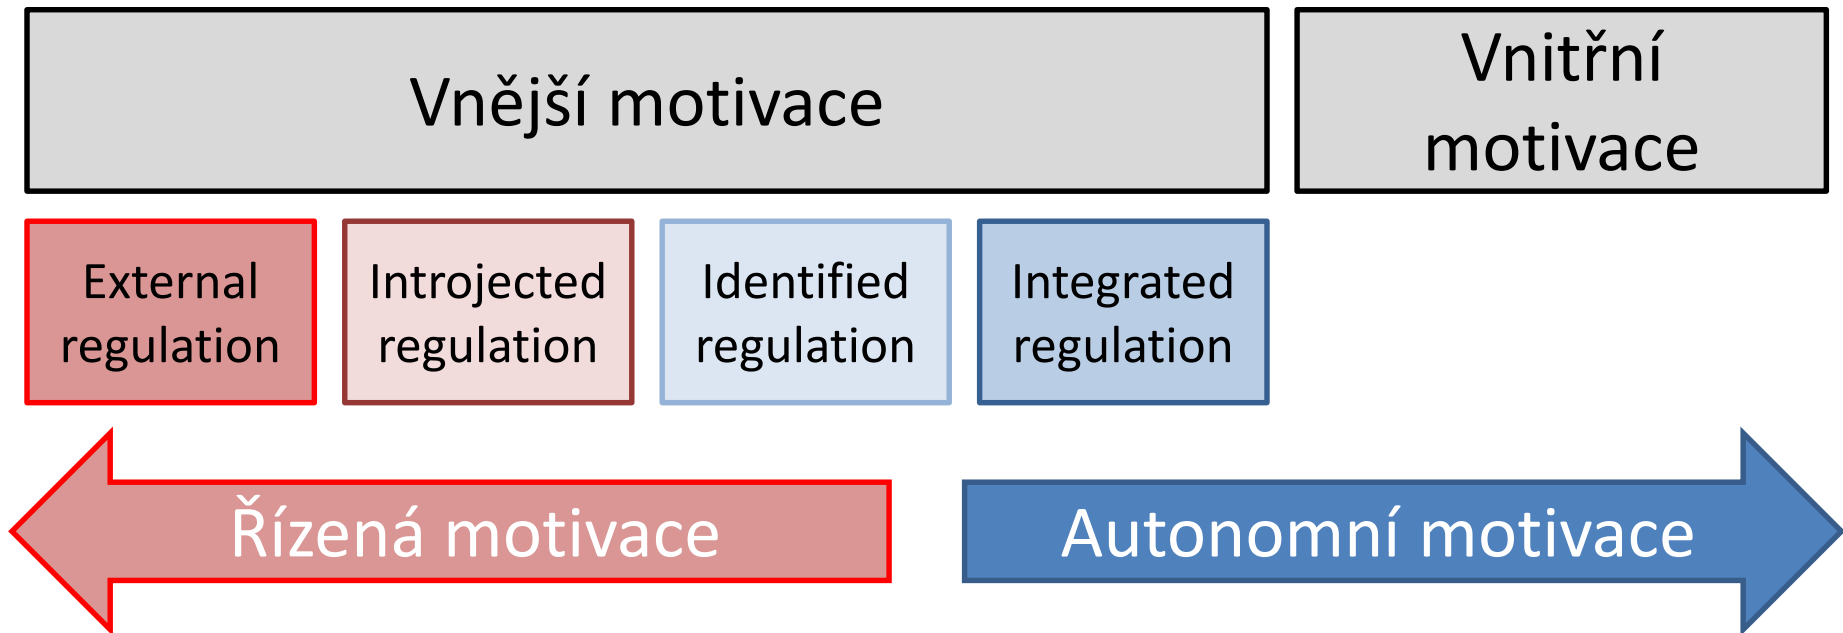 Vnější motivace
Vnitřní
motivace
External
regulation
Introjected
regulation
Identified
regulation
Integrated
regulation
Řízená motivace
Autonomní motivace